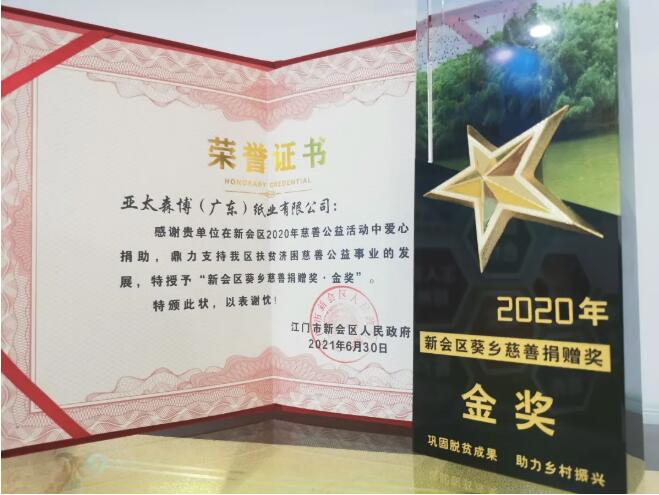 荣誉证书
HONORARY CREDENTIAL
亚太森博（广东）纸业有限公司：
感谢贵单位在新会区2020年慈善公益活动中爱心
捐助，鼎力支持我区扶贫济困慈善公益事业的发
展，特授予“新会区葵乡慈善捐赠奖·金奖”。
特颁此状，以表谢忱！
江门市新会区人民政府
2021年6月30日
2020年
新会区葵乡慈善捐赠奖
金奖
巩固脱贫成果 助力乡村振兴